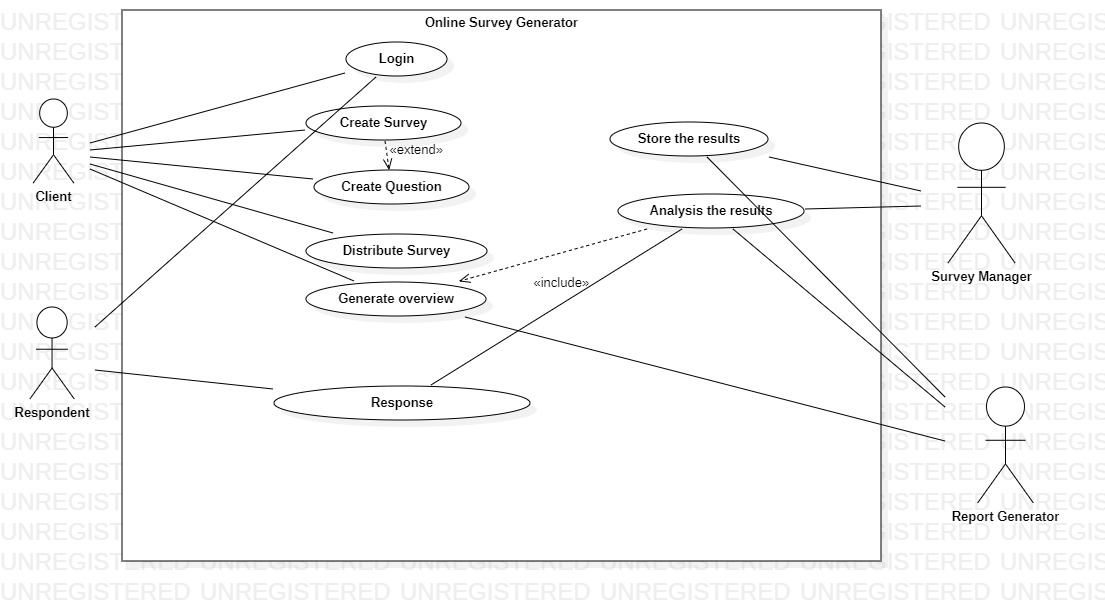 Online Survey Generator
Login
Create Survey
«extend»
Create Question
Distribute Survey
Generate overview
«include»
Response
Store the results
Analysis the results
Client
Respondent
Survey Manager
Report Generator
UNREGISTERED UNREGISTERED UNREGISTERED UNREGISTERED UNREGISTERED UNREGIS